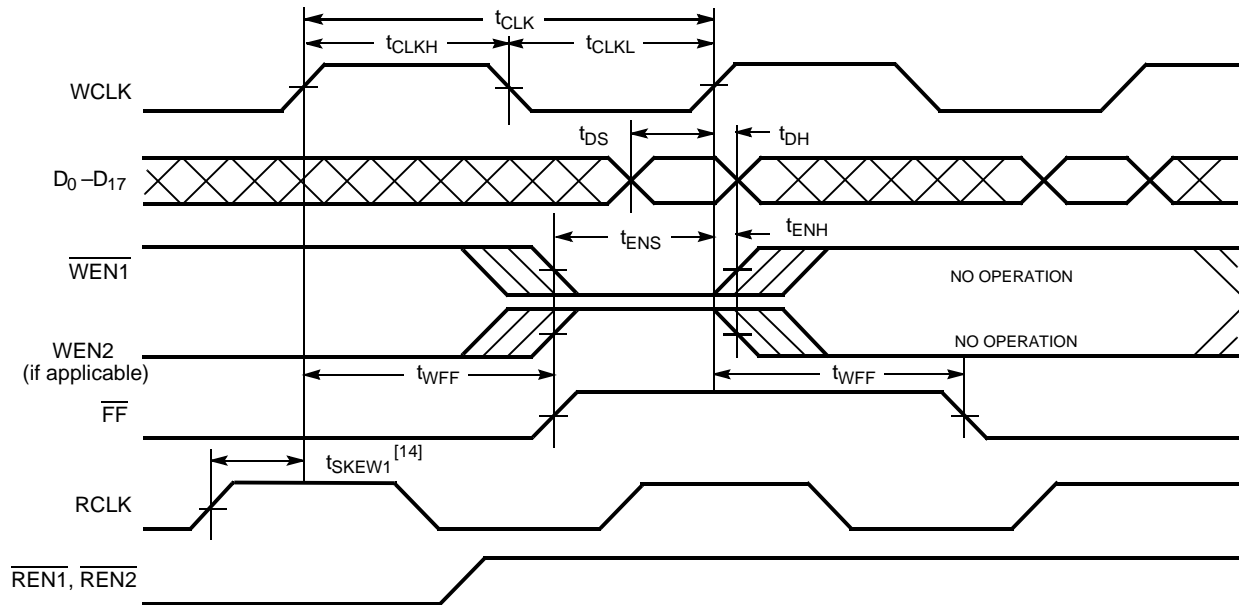 tCLK
tCLKH
tCLKL
WCLK
tDS
tDH
D0 –D17
tENS
tENH
WEN1
NO OPERATION
WEN2
(if applicable)
NO OPERATION
tWFF
tWFF
FF
tSKEW1 [14]
RCLK
REN1, REN2